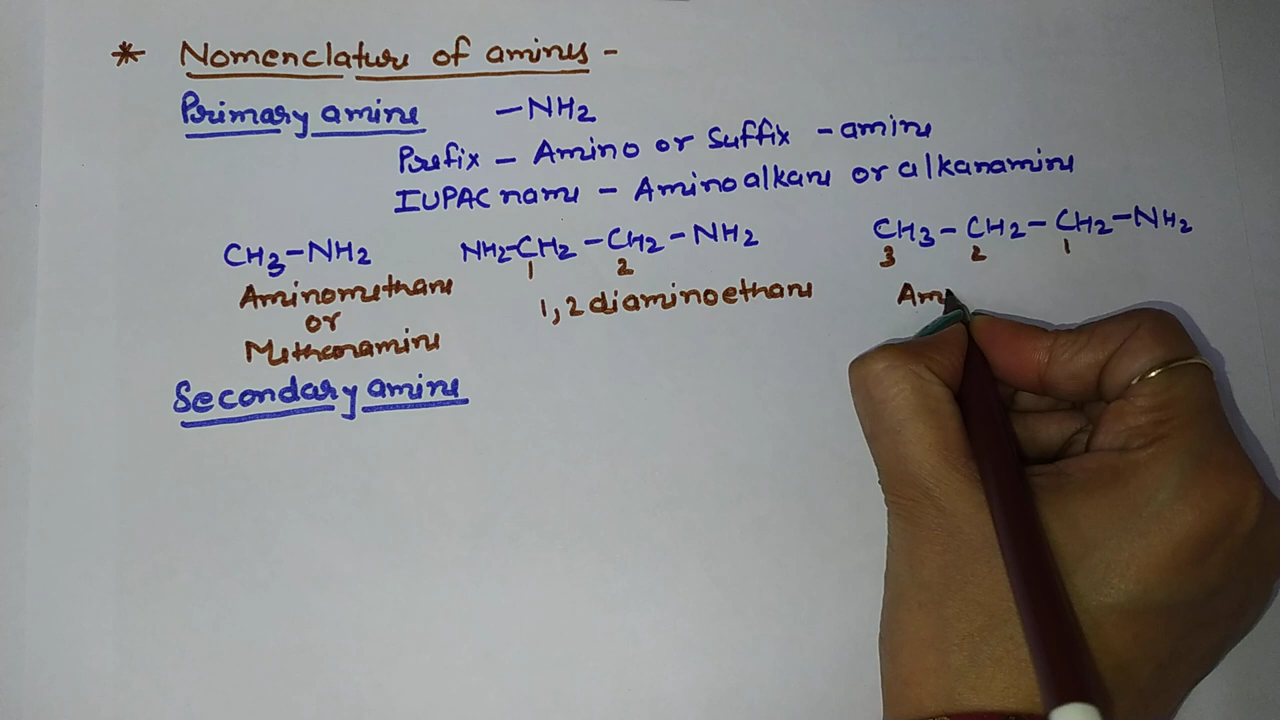 * Nomenclature of amines -
Primary amine -NH2
Prefix - Amino or Suffix - amine
IUPAC name - Aminoalkane or alkanamine
CH3-NH2 NH2-CH2-CH2-NH2 CH3-CH2-CH2-NH2
1 2 3 2 1
Aminomethane 1,2 diaminoethane Am
or
Methanamine
Secondary amine